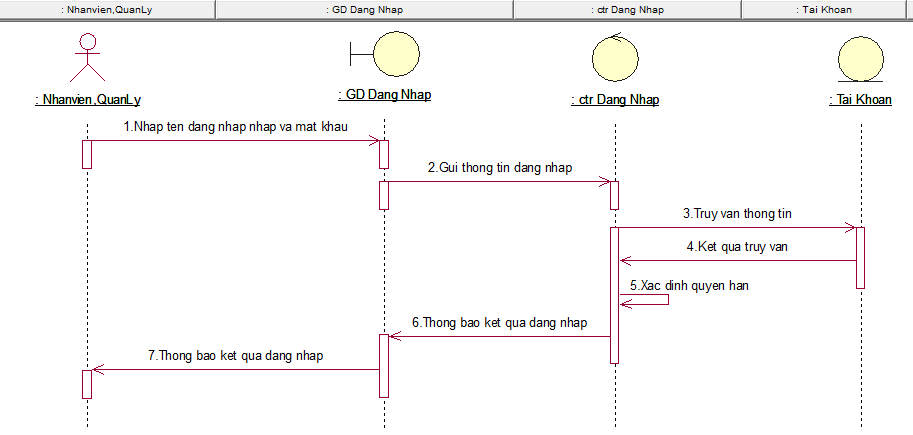 : Nhanvien,QuanLy
: GD Dang Nhap
: ctr Dang Nhap
: Tai Khoan
: Nhanvien,QuanLy
: GD Dang Nhap
: ctr Dang Nhap
: Tai Khoan
1.Nhap ten dang nhap nhap va mat khau
2.Gui thong tin dang nhap
3.Truy van thong tin
4.Ket qua truy van
5.Xac dinh quyen han
6.Thong bao ket qua dang nhap
7.Thong bao ket qua dang nhap